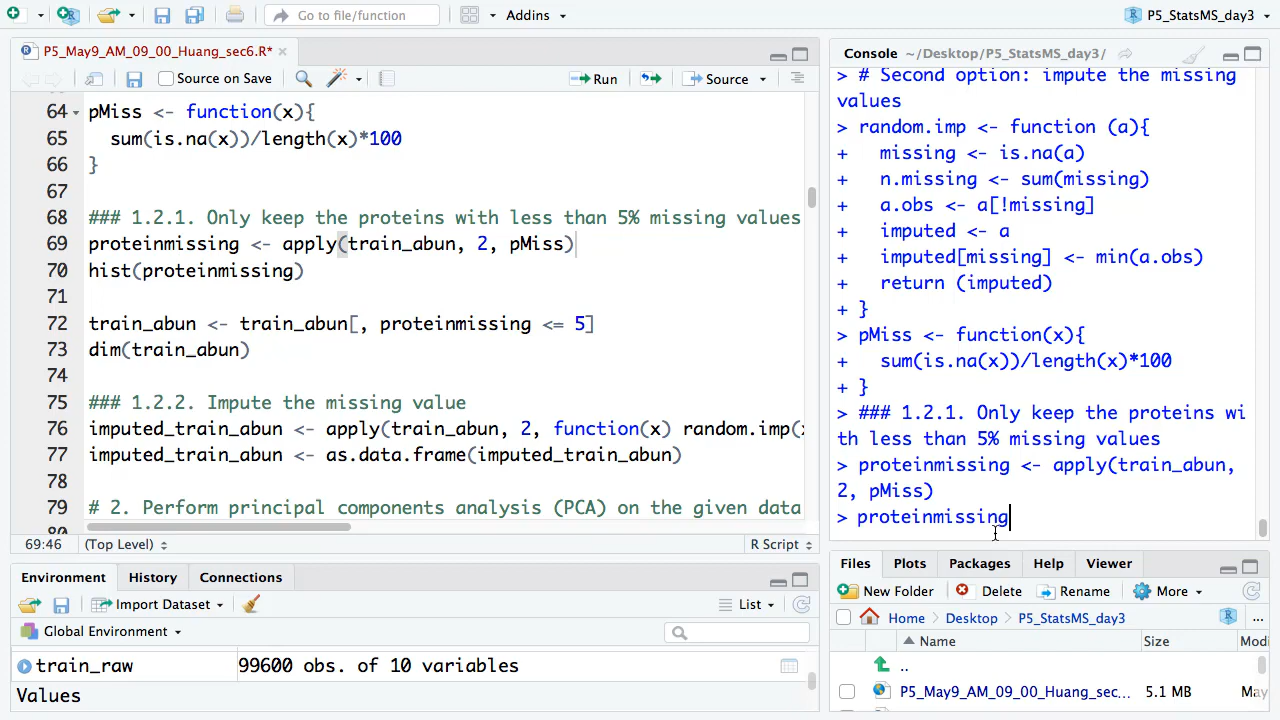 Go to file/function
Addins
P5_StatsMS_day3
P5_May9_AM_09_00_Huang_sec6.R*
Source on Save
Run
Source
64 pMiss <- function(x){
65 sum(is.na(x))/length(x)*100
66 }
67
68 ### 1.2.1. Only keep the proteins with less than 5% missing values
69 proteinmissing <- apply(train_abun, 2, pMiss)
70 hist(proteinmissing)
71
72 train_abun <- train_abun[, proteinmissing <= 5]
73 dim(train_abun)
74
75 ### 1.2.2. Impute the missing value
76 imputed_train_abun <- apply(train_abun, 2, function(x) random.imp(
77 imputed_train_abun <- as.data.frame(imputed_train_abun)
78
79 # 2. Perform principal components analysis (PCA) on the given data
69:46
(Top Level)
R Script
Console ~/Desktop/P5_StatsMS_day3/
> # Second option: impute the missing
values
> random.imp <- function (a){
+ missing <- is.na(a)
+ n.missing <- sum(missing)
+ a.obs <- a[!missing]
+ imputed <- a
+ imputed[missing] <- min(a.obs)
+ return (imputed)
+ }
> pMiss <- function(x){
+ sum(is.na(x))/length(x)*100
+ }
> ### 1.2.1. Only keep the proteins wi
th less than 5% missing values
> proteinmissing <- apply(train_abun,
2, pMiss)
> proteinmissing
Environment History Connections
Import Dataset
List
Global Environment
train_raw 99600 obs. of 10 variables
Values
Files Plots Packages Help Viewer
New Folder Delete Rename More
Home Desktop P5_StatsMS_day3 ...
Name Size Modi
..
P5_May9_AM_09_00_Huang_sec... 5.1 MB May